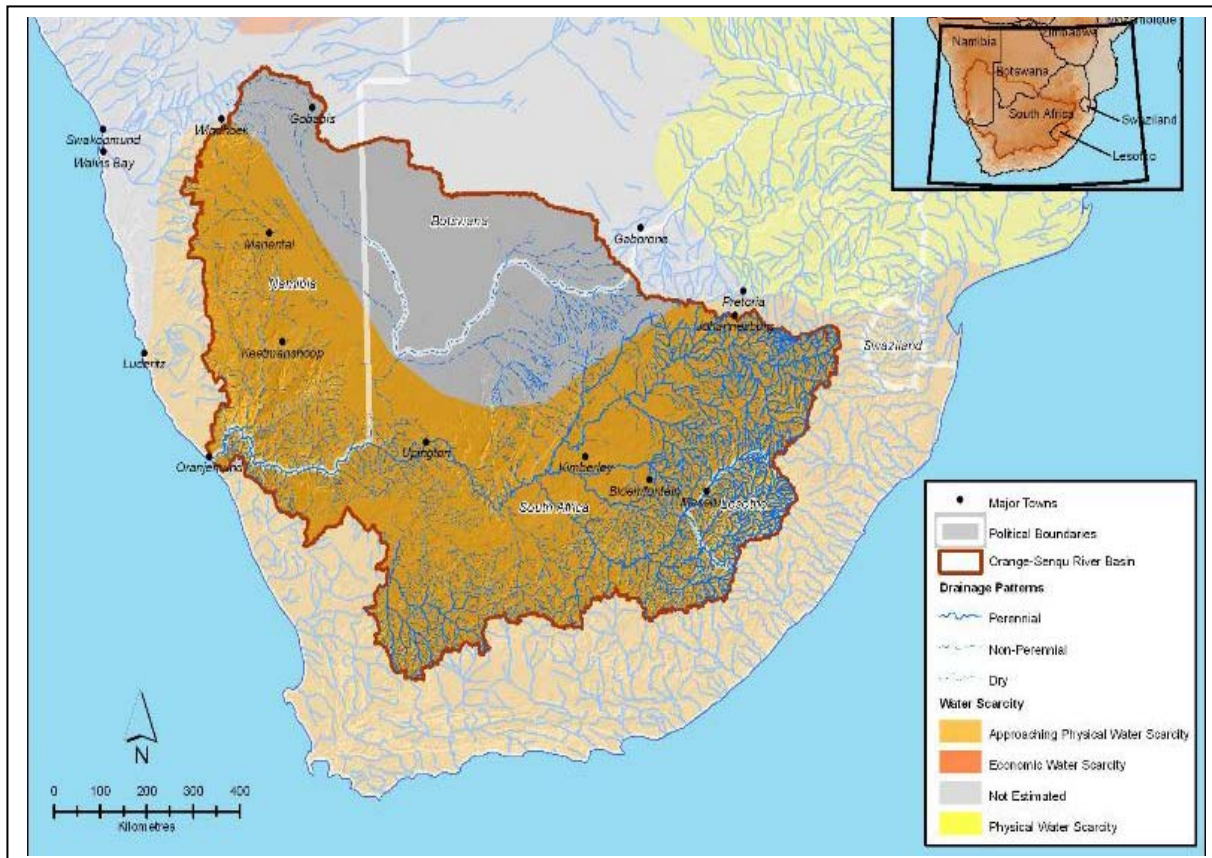 Mozambique
Zimbabwe
Namibia
Botswana
South Africa
Swaziland
Lesotho
Gobabis
Windhoek
Swakopmund
Walvis Bay
Botswana
Gaborone
Mariental
Namibia
Pretoria
Johannesburg
Keetmanshoop
Swaziland
Luderitz
Upington
Oranjemund
Kimberley
Bloemfontein
Lesotho
South Africa
N
0 100 200 300 400
Kilometres
Major Towns
Political Boundaries
Orange-Senqu River Basin
Drainage Patterns
Perennial
Non-Perennial
Dry
Water Scarcity
Approaching Physical Water Scarcity
Economic Water Scarcity
Not Estimated
Physical Water Scarcity